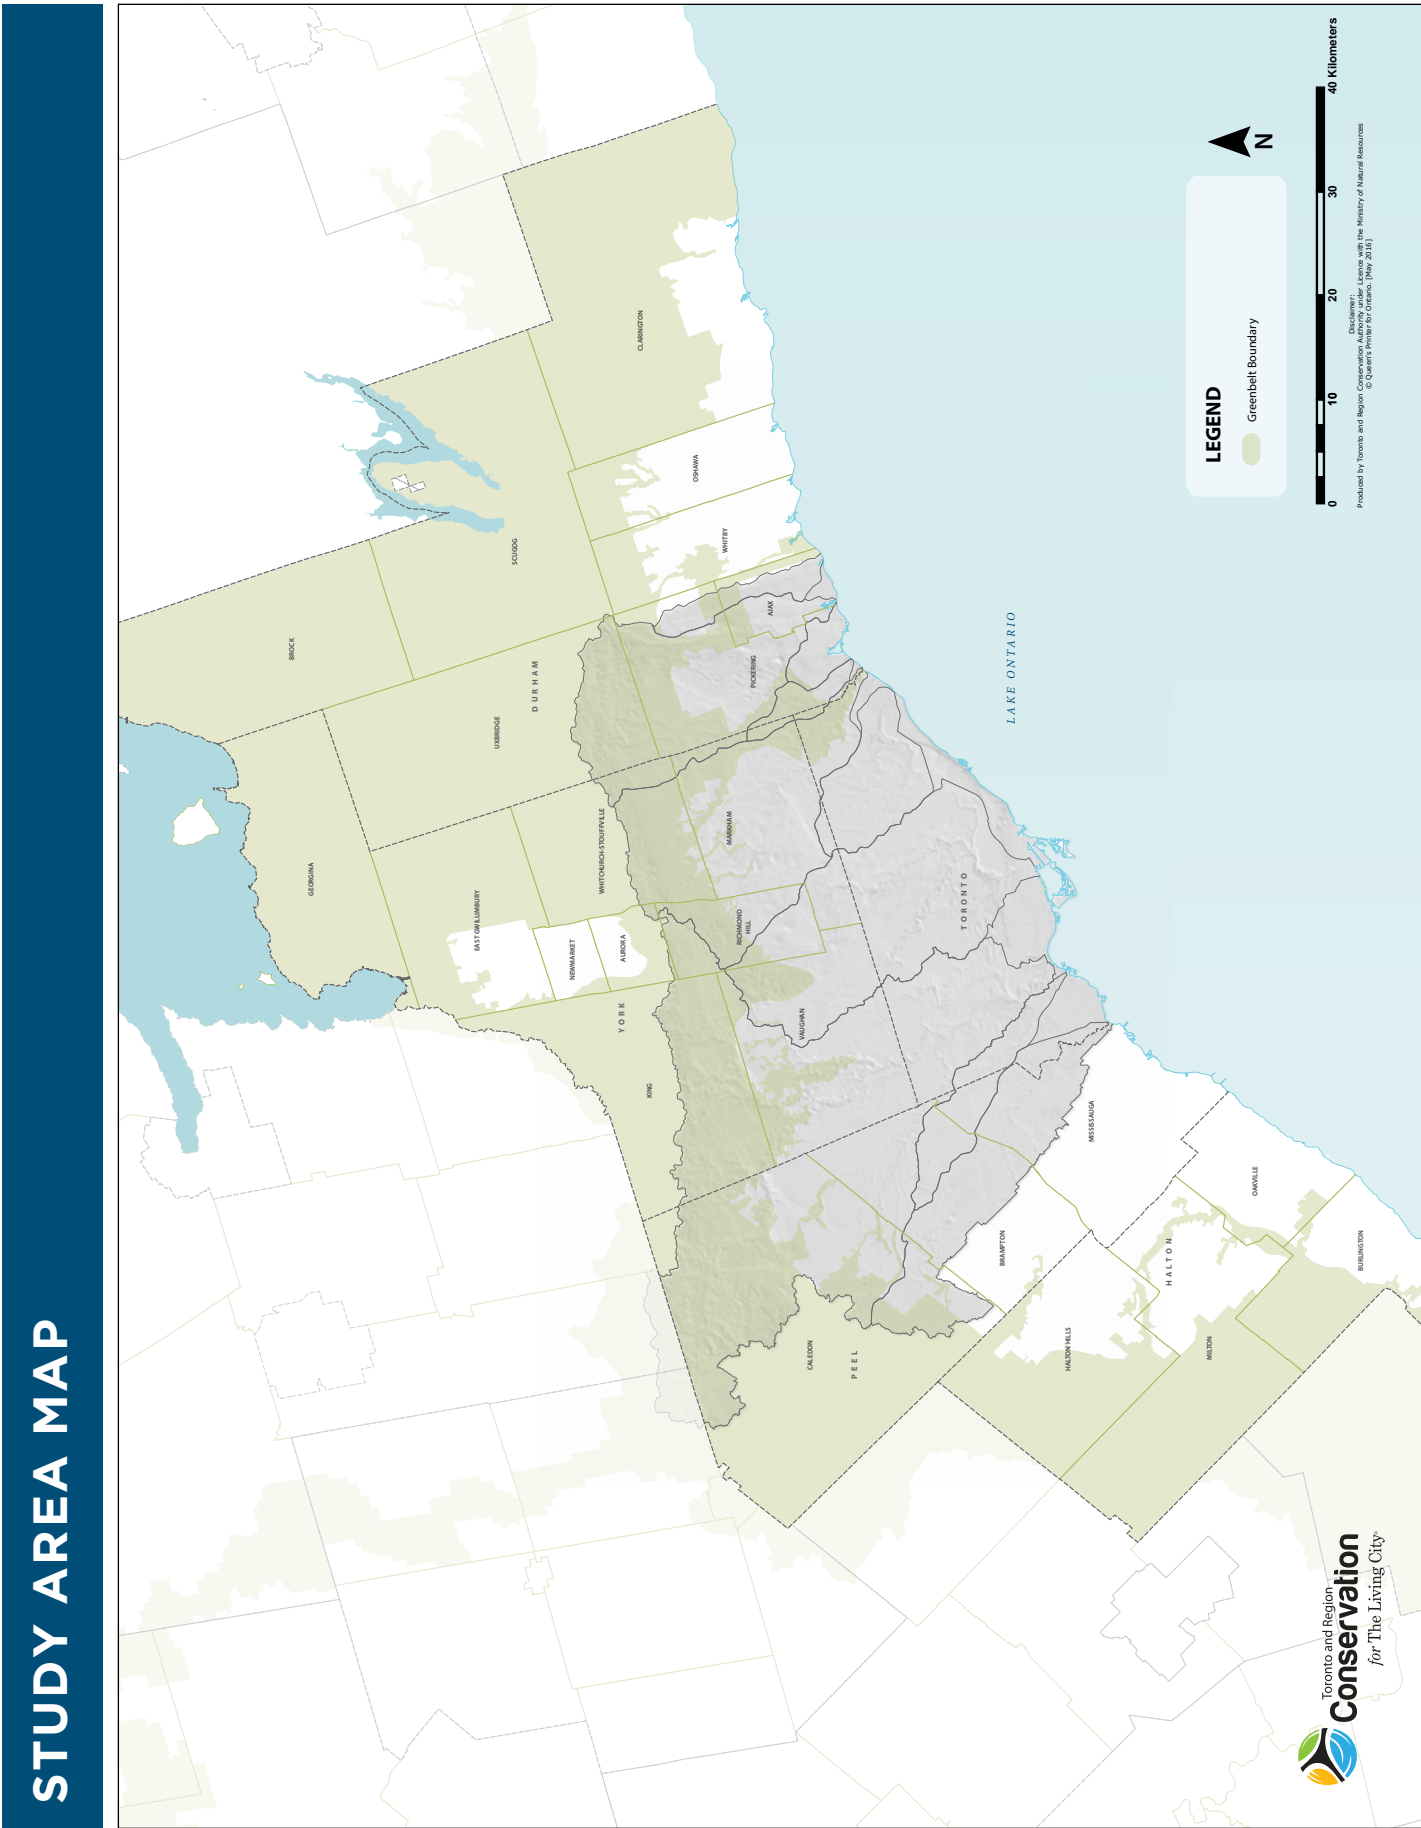 STUDY AREA MAP
BROCK
GEORGINA
SCUGOG
UXBRIDGE
DURHAM
CLARINGTON
EAST GWILLIMBURY
WHITCHURCH-STOUFFVILLE
NEWMARKET
AURORA
YORK
KING
OSHAWA
WHITBY
AJAX
PICKERING
MARKHAM
RICHMOND
HILL
VAUGHAN
TORONTO
LAKE ONTARIO
CALEDON
PEEL
BRAMPTON
MISSISSAUGA
HALTON HILLS
HALTON
MILTON
OAKVILLE
BURLINGTON
LEGEND
Greenbelt Boundary
N
0 10 20 30 40 Kilometers
Disclaimer:
Produced by Toronto and Region Conservation Authority under Licence with the Ministry of Natural Resources
© Queen's Printer for Ontario. [May 2016]
Toronto and Region
Conservation
for The Living City®